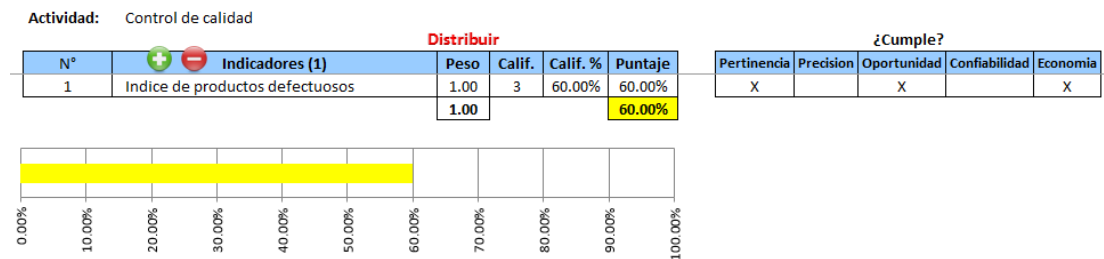 Actividad: Control de calidad
Distribuir ¿Cumple?
N° Indicadores (1) Peso Calif. Calif. % Puntaje Pertinencia Precision Oportunidad Confiabilidad Economia
1 Indice de productos defectuosos 1.00 3 60.00% 60.00% X X X
1.00 60.00%
0.00% 10.00% 20.00% 30.00% 40.00% 50.00% 60.00% 70.00% 80.00% 90.00% 100.00%